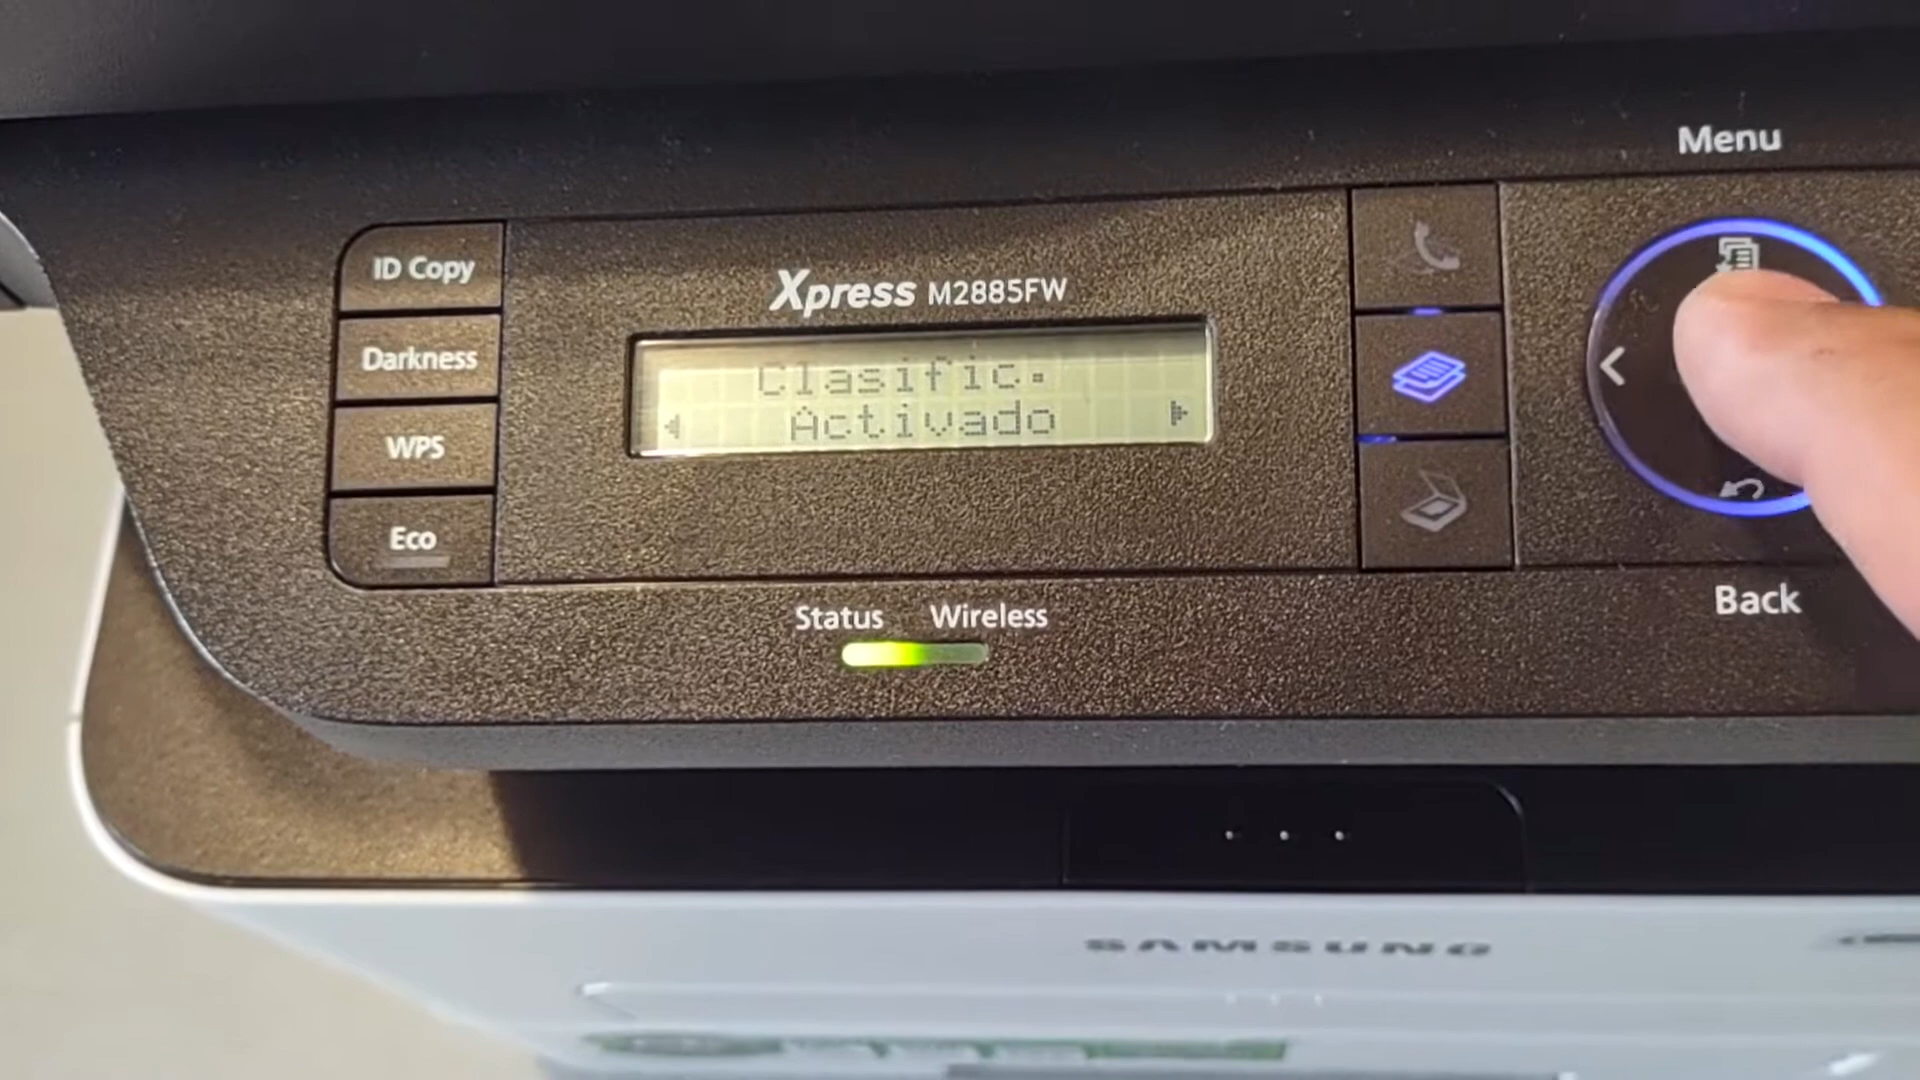 Menu
ID Copy
Darkness
WPS
Eco
Xpress M2885FW
Clasific.
Activado
Status Wireless
Back
SAMSUNG